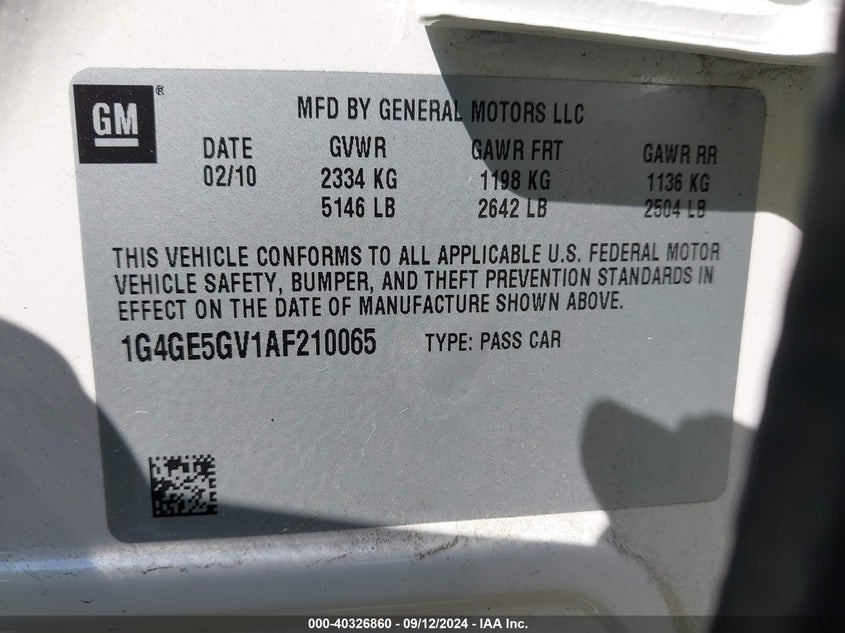 GM ®
MFD BY GENERAL MOTORS LLC
DATE GVWR GAWR FRT GAWR RR
02/10 2334 KG 1198 KG 1136 KG
5146 LB 2642 LB 2504 LB
THIS VEHICLE CONFORMS TO ALL APPLICABLE U.S. FEDERAL MOTOR
VEHICLE SAFETY, BUMPER, AND THEFT PREVENTION STANDARDS IN
EFFECT ON THE DATE OF MANUFACTURE SHOWN ABOVE.
1G4GE5GV1AF210065 TYPE: PASS CAR
000-40326860 - 09/12/2024 - IAA Inc.